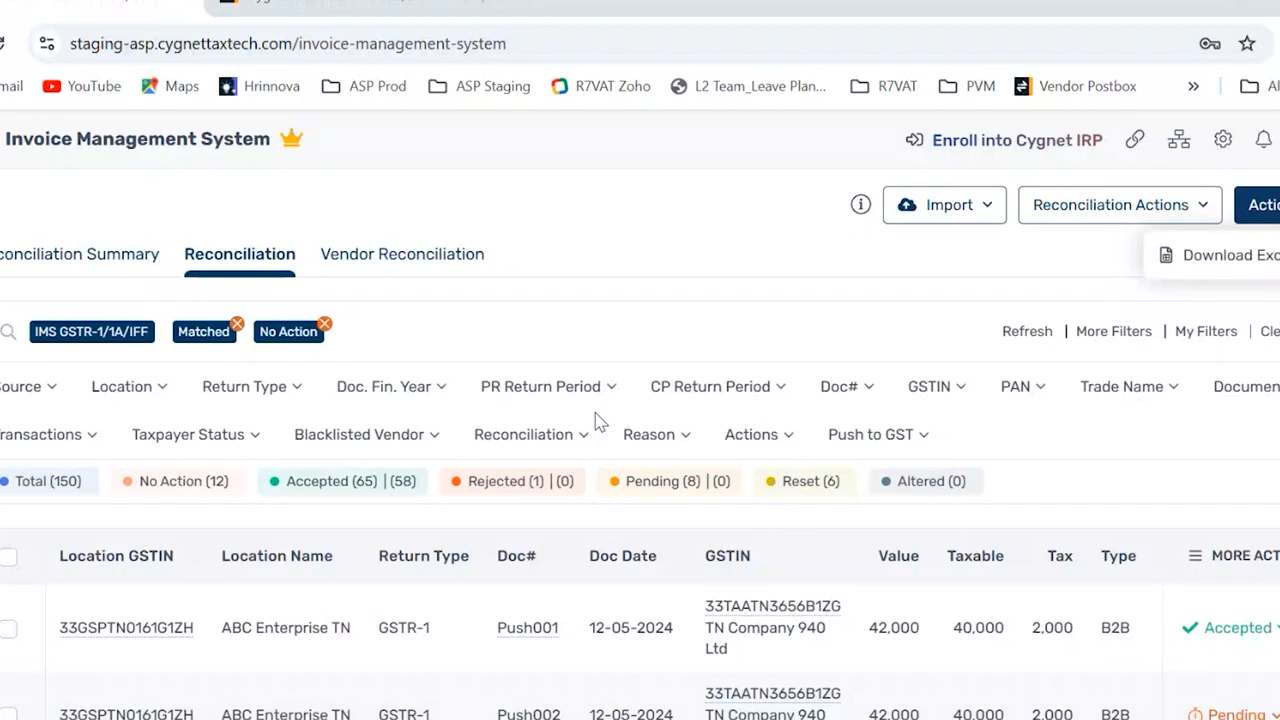 staging-asp.cygnettaxtech.com/invoice-management-system
mail YouTube Maps Hrinnova ASP Prod ASP Staging R7VAT Zoho L2 Team_Leave Plan... R7VAT PVM Vendor Postbox » Al
Invoice Management System Enroll into Cygnet IRP
Import Reconciliation Actions Actio
conciliation Summary Reconciliation Vendor Reconciliation Download Exc
IMS GSTR-1/1A/IFF Matched No Action Refresh | More Filters | My Filters | Cle
ource Location Return Type Doc. Fin. Year PR Return Period CP Return Period Doc# GSTIN PAN Trade Name Documen
ransactions Taxpayer Status Blacklisted Vendor Reconciliation Reason Actions Push to GST
Total (150) No Action (12) Accepted (65) | (58) Rejected (1) | (0) Pending (8) | (0) Reset (6) Altered (0)
Location GSTIN Location Name Return Type Doc# Doc Date GSTIN Value Taxable Tax Type MORE ACT
33GSPTN0161G1ZH ABC Enterprise TN GSTR-1 Push001 12-05-2024 33TAATN3656B1ZG TN Company 940 Ltd 42,000 40,000 2,000 B2B Accepted
33GSPTN0161G1ZH ABC Enterprise TN GSTR-1 Push002 12-05-2024 33TAATN3656B1ZG TN Company 940 42,000 40,000 2,000 B2B Pending